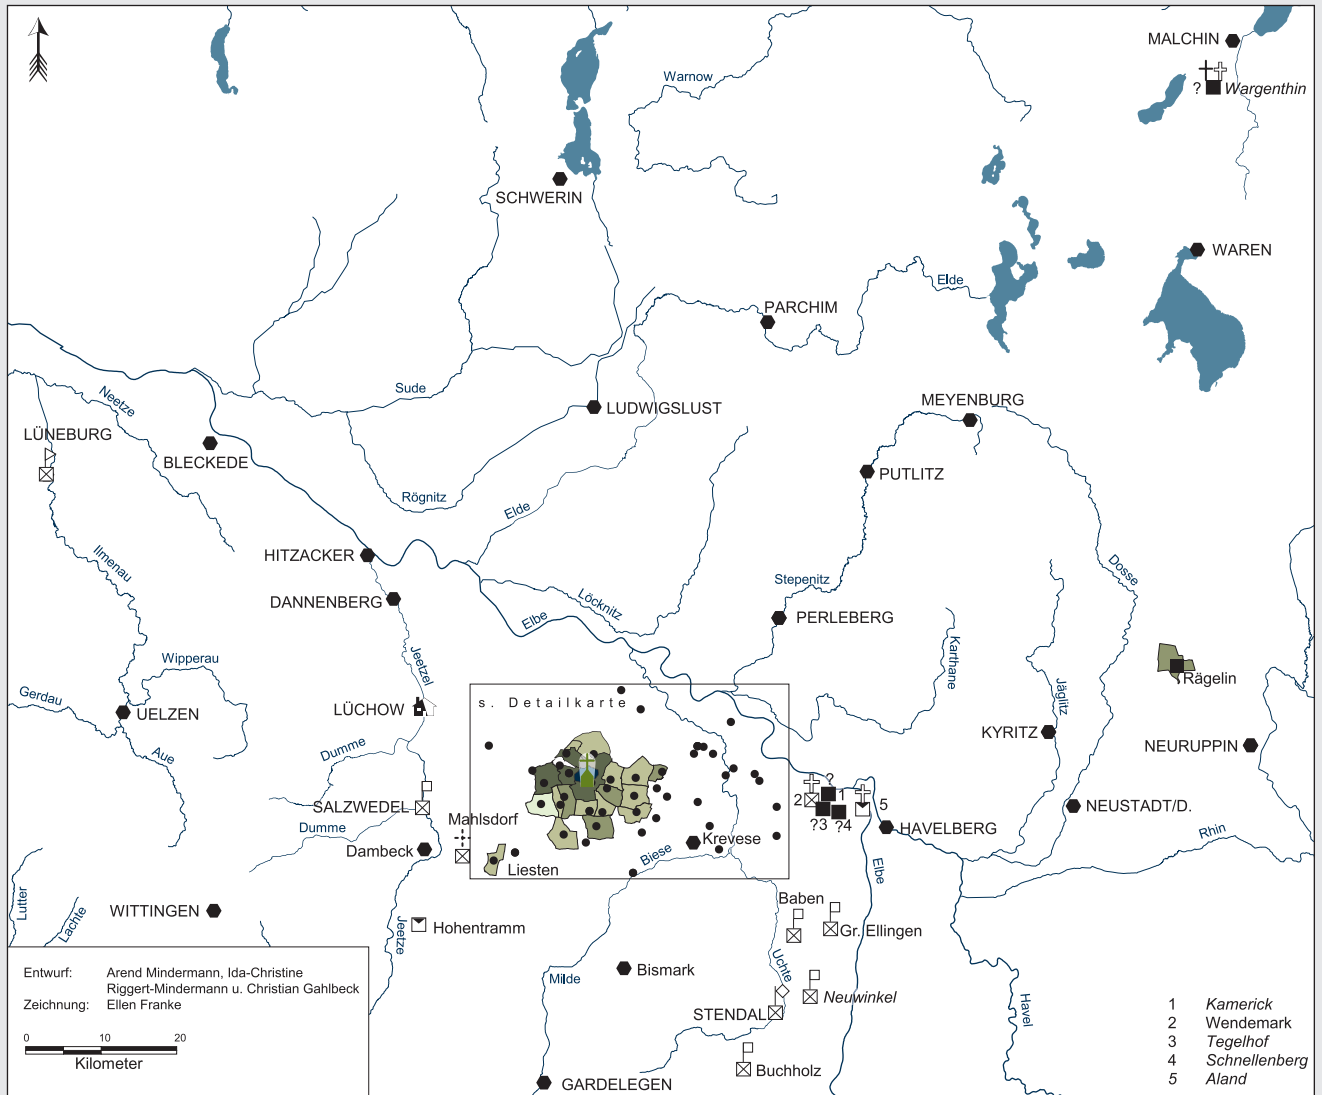 MALCHIN
Warnow
? Wargenthin
SCHWERIN
WAREN
Elde
PARCHIM
Sude
Neetze
LUDWIGSLUST
MEYENBURG
LÜNEBURG
BLECKEDE
PUTLITZ
Rögnitz
Elde
Ilmenau
HITZACKER
Dosse
Stepenitz
DANNENBERG
Löcknitz
Elbe
PERLEBERG
Karthane
Jeetzel
Wipperau
Rägelin
Gerdau
s. Detailkarte
Jäglitz
LÜCHOW
UELZEN
KYRITZ
NEURUPPIN
Aue
Dumme
?
2
1
5
SALZWEDEL
NEUSTADT/D.
Mahlsdorf
?3
?4
HAVELBERG
Dumme
Rhin
Krevese
Dambeck
Biese
Liesten
Elbe
Lutter
Lachte
WITTINGEN
Baben
Jeetze
Hohentramm
Gr. Ellingen
Uchte
Bismark
Milde
Neuwinkel
Havel
STENDAL
Buchholz
GARDELEGEN
Entwurf: Arend Mindermann, Ida-Christine
Riggert-Mindermann u. Christian Gahlbeck
Zeichnung: Ellen Franke
0 10 20
Kilometer
1 Kamerick
2 Wendemark
3 Tegelhof
4 Schnellenberg
5 Aland